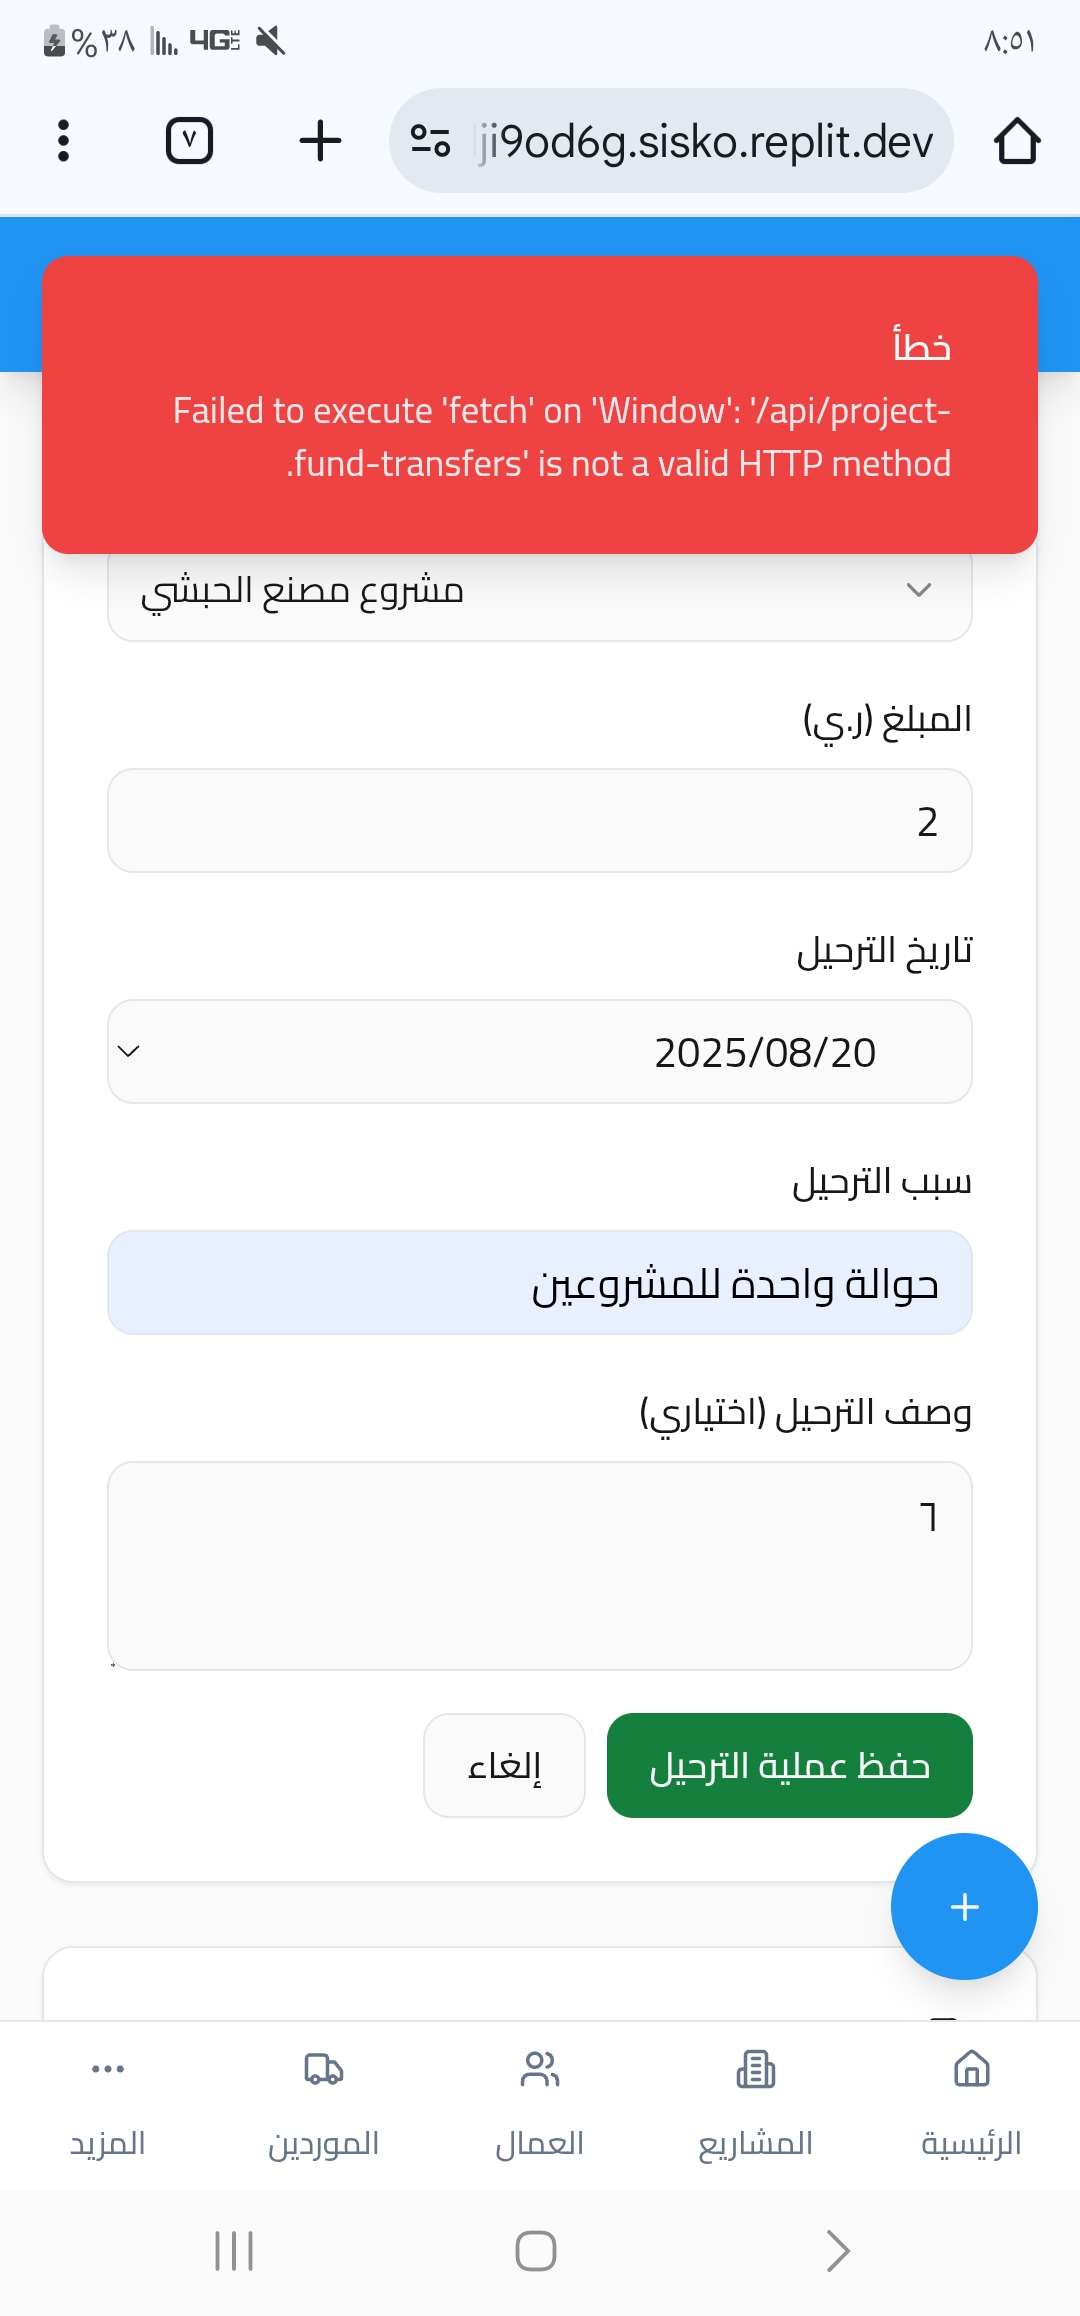 ٨:٥١
4G LTE
%٣٨
ji9od6g.sisko.replit.dev
٧
خطأ
Failed to execute 'fetch' on 'Window': '/api/project-
fund-transfers' is not a valid HTTP method.
مشروع مصنع الحبشي
المبلغ (ر.ي)
2
تاريخ الترحيل
2025/08/20
سبب الترحيل
حوالة واحدة للمشروعين
وصف الترحيل (اختياري)
٦
حفظ عملية الترحيل
إلغاء
الرئيسية
المشاريع
العمال
الموردين
المزيد